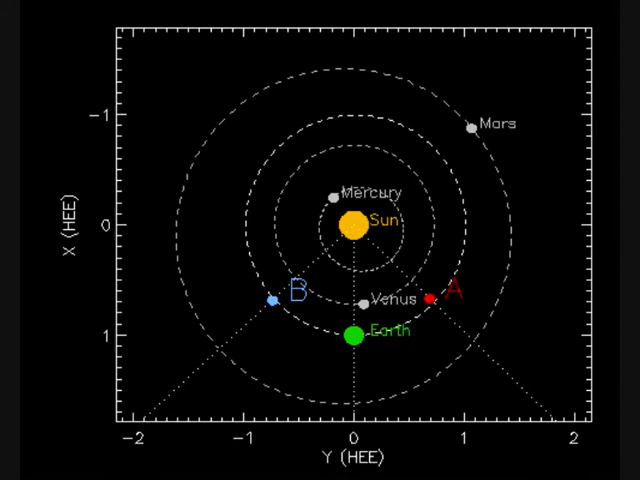 Mars
-1
Mercury
Sun
0
X (HEE)
B
A
Venus
Earth
1
-2
-1
0
1
2
Y (HEE)